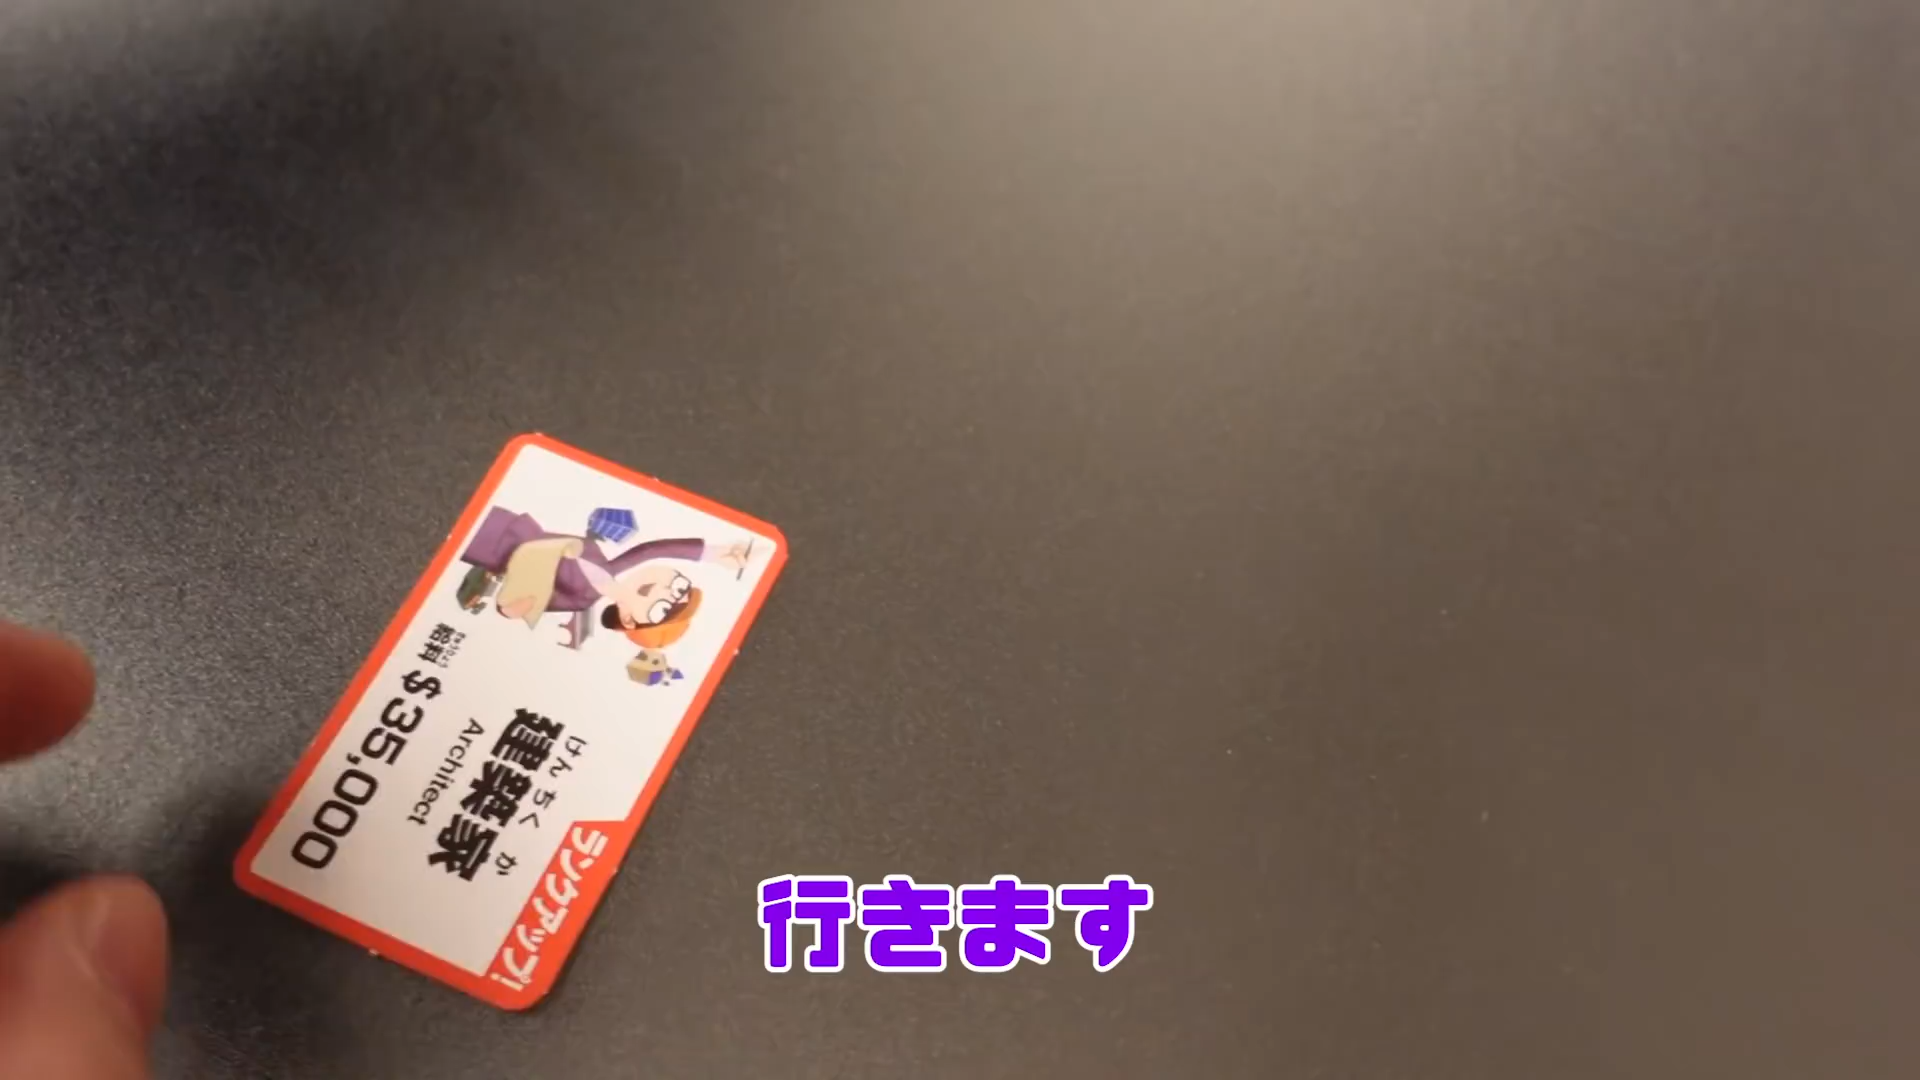 ランクアップ!
けんちくか
建築家
Architect
きゅうりょう
給料 $35,000
行きます